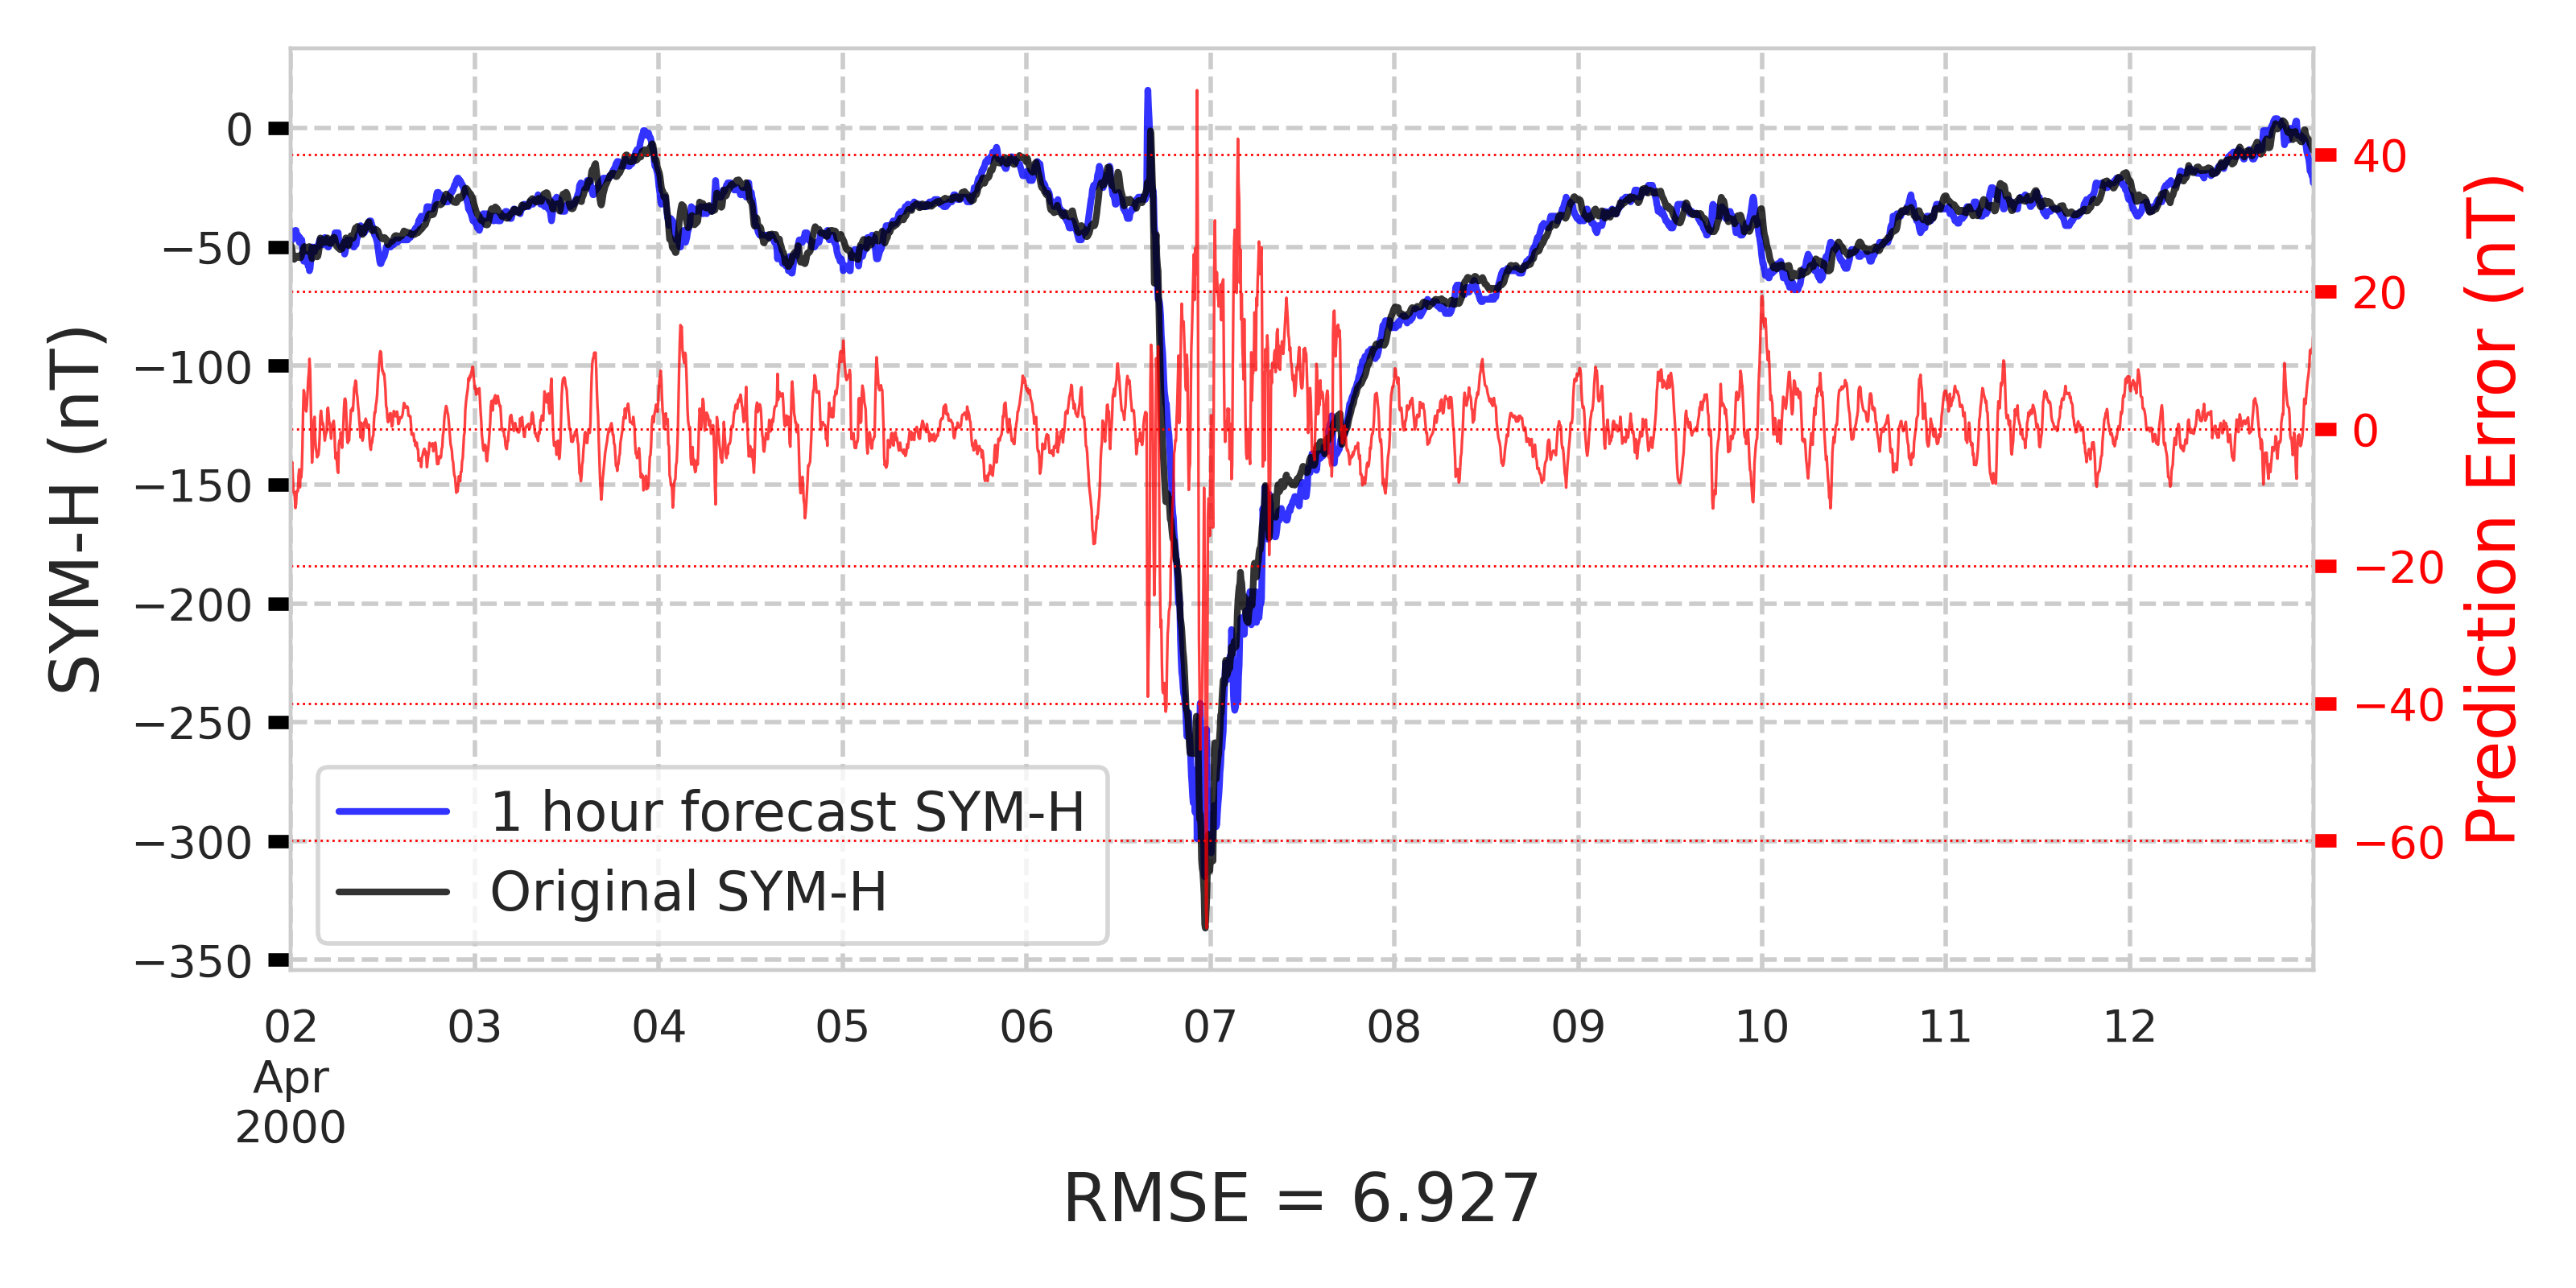 SYM-H (nT)
0
−50
−100
−150
−200
−250
−300
−350
1 hour forecast SYM-H
Original SYM-H
40
20
0
−20
−40
−60
Prediction Error (nT)
02 03 04 05 06 07 08 09 10 11 12
Apr
2000
RMSE = 6.927